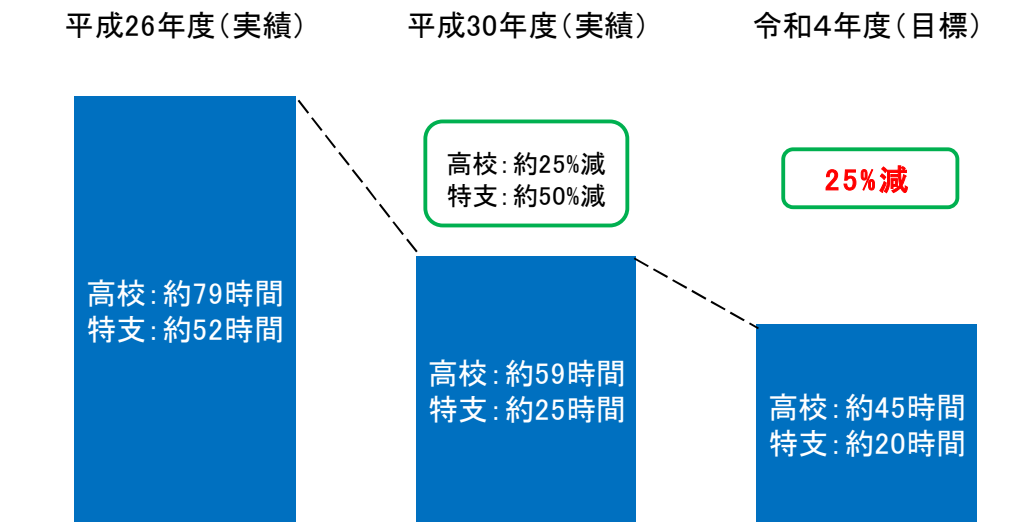 平成26年度(実績)
平成30年度(実績)
令和4年度(目標)
高校:約25%減
特支:約50%減
25%減
高校:約79時間
特支:約52時間
高校:約59時間
特支:約25時間
高校:約45時間
特支:約20時間